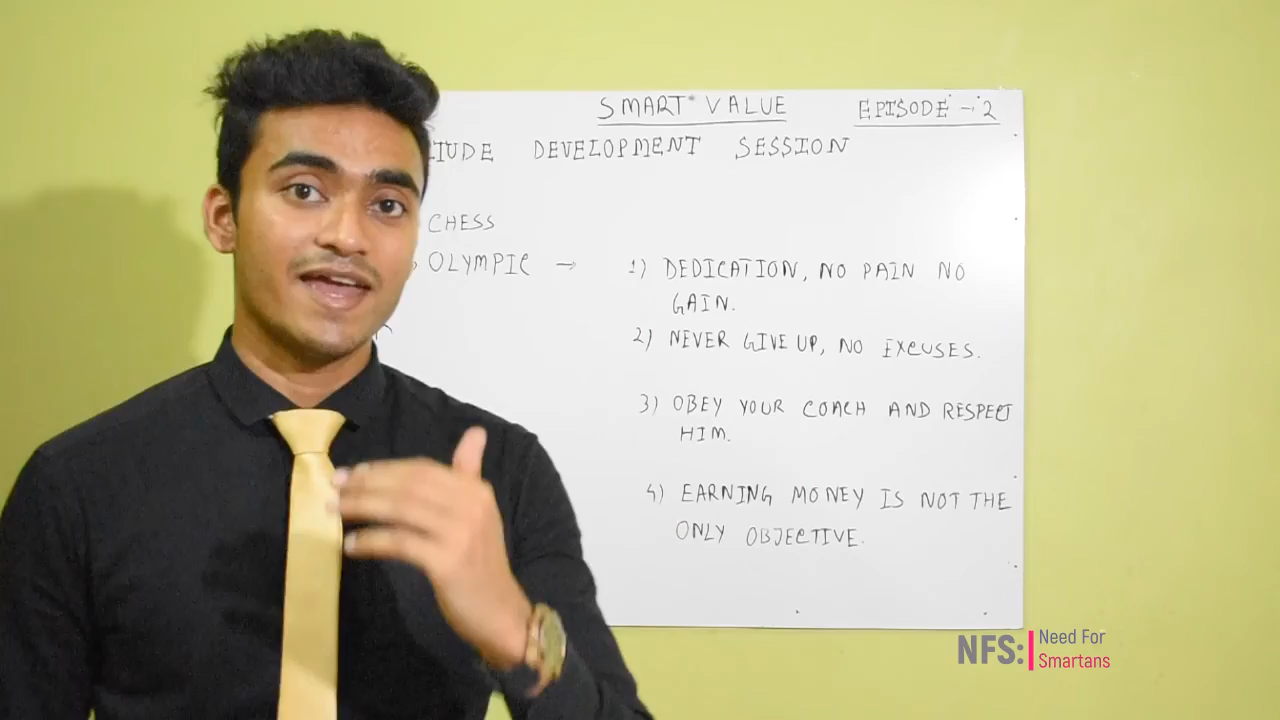 SMART VALUE EPISODE - 2
DEVELOPMENT SESSION
CHESS
OLYMPIC → 1) DEDICATION, NO PAIN NO
GAIN.
2) NEVER GIVE UP, NO EXCUSES.
3) OBEY YOUR COACH AND RESPECT
HIM.
4) EARNING MONEY IS NOT THE
ONLY OBJECTIVE.
NFS: Need For
Smartans